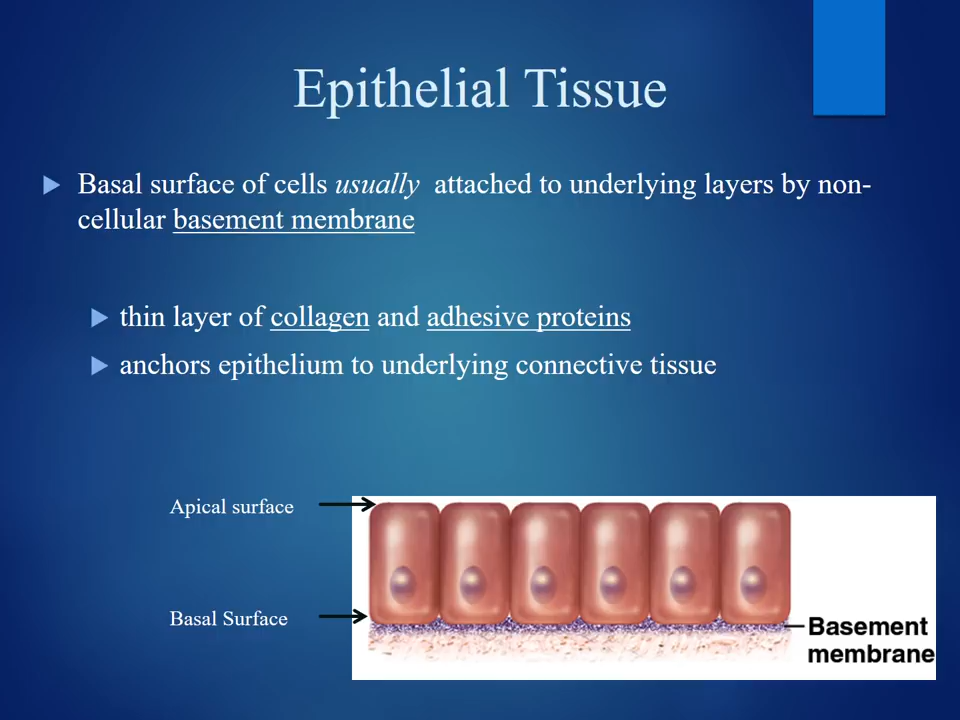 Epithelial Tissue
Basal surface of cells usually attached to underlying layers by non-
cellular basement membrane
thin layer of collagen and adhesive proteins
anchors epithelium to underlying connective tissue
Apical surface
Basal Surface
Basement
membrane